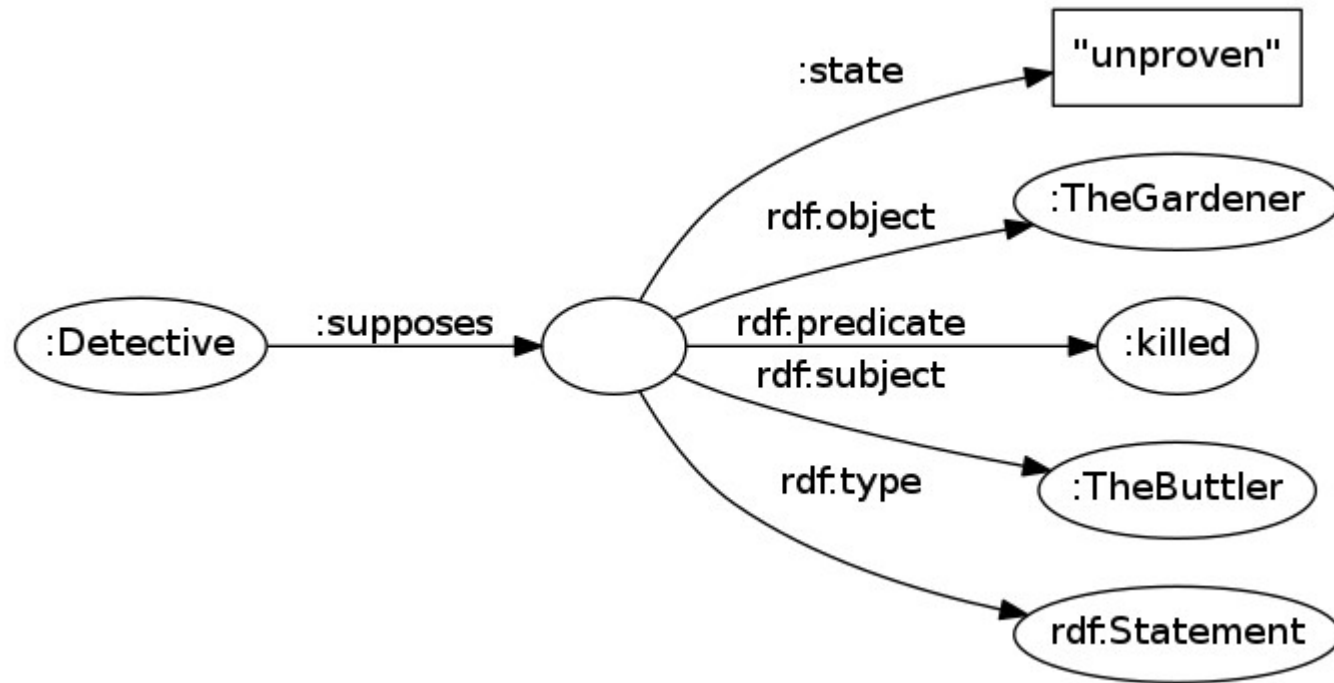 :state
"unproven"
rdf:object
:TheGardener
:Detective
:supposes
rdf:predicate
:killed
rdf:subject
:TheButtler
rdf:type
rdf:Statement